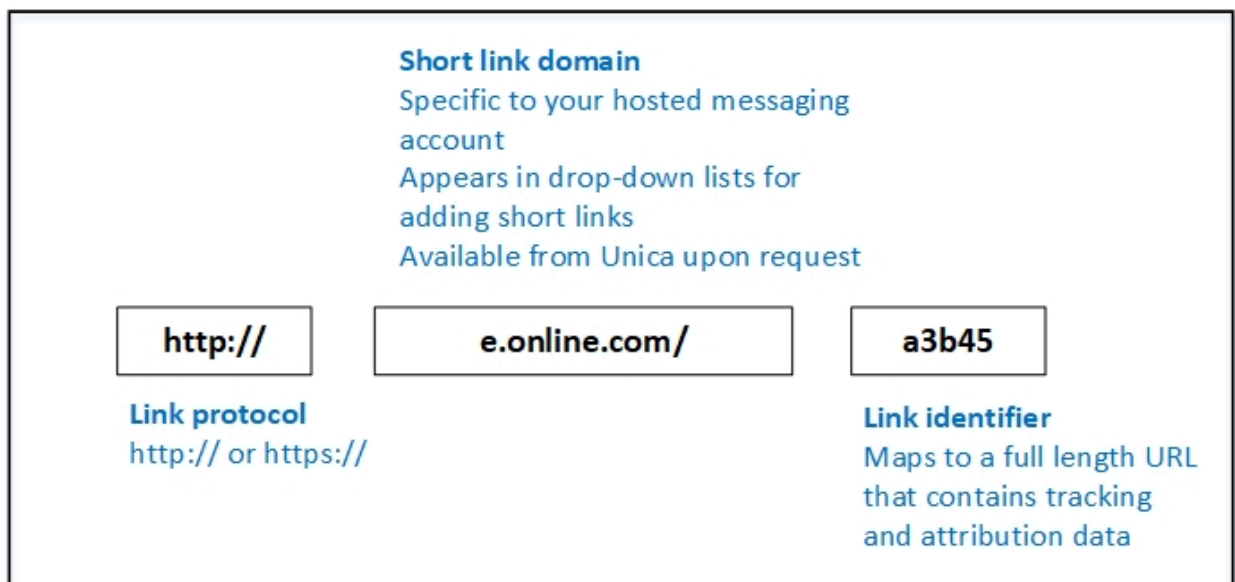 Short link domain
Specific to your hosted messaging
account
Appears in drop-down lists for
adding short links
Available from Unica upon request
http://
e.online.com/
a3b45
Link protocol
http:// or https://
Link identifier
Maps to a full length URL
that contains tracking
and attribution data